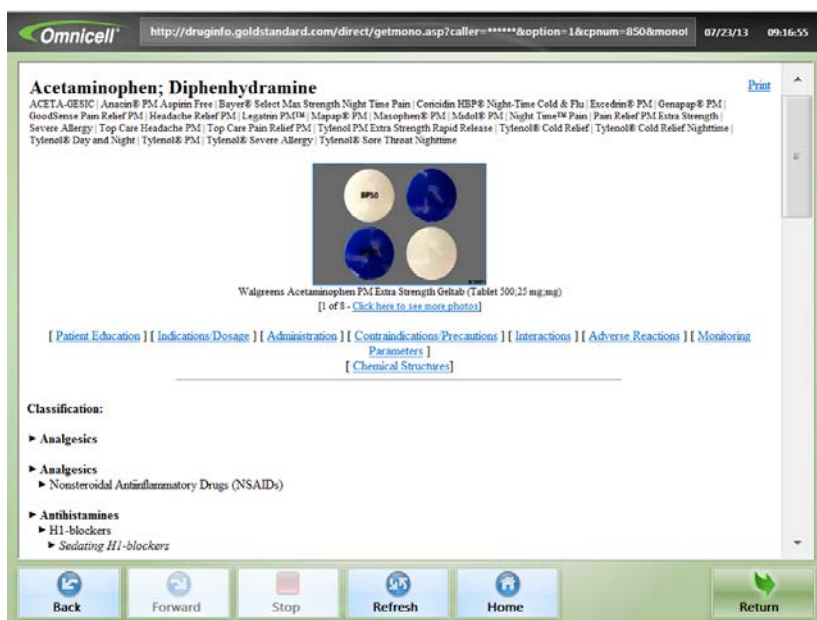 Omnicell®
http://druginfo.goldstandard.com/direct/getmono.asp?caller=******&option=1&cpnum=850&monot
07/23/13 09:16:55
Acetaminophen; Diphenhydramine
Print
ACETA-GESIC | Anacin® PM Aspirin Free | Bayer® Select Max Strength Night Time Pain | Coricidin HBP® Night-Time Cold & Flu | Excedrin® PM | Genapap® PM |
GoodSense Pain Relief PM | Headache Relief PM | Legatrin PM™ | Mapap® PM | Masophen® PM | Midol® PM | Night Time™ Pain | Pain Relief PM Extra Strength |
Severe Allergy | Top Care Headache PM | Top Care Pain Relief PM | Tylenol PM Extra Strength Rapid Release | Tylenol® Cold Relief | Tylenol® Cold Relief Nighttime |
Tylenol® Day and Night | Tylenol® PM | Tylenol® Severe Allergy | Tylenol® Sore Throat Nighttime
BP50
Walgreens Acetaminophen PM Extra Strength Geltab (Tablet 500;25 mg;mg)
[1 of 8 - Click here to see more photos]
[ Patient Education ] [ Indications/Dosage ] [ Administration ] [ Contraindications/Precautions ] [ Interactions ] [ Adverse Reactions ] [ Monitoring
Parameters ]
[ Chemical Structures]
Classification:
► Analgesics
► Analgesics
► Nonsteroidal Antiinflammatory Drugs (NSAIDs)
► Antihistamines
► H1-blockers
► Sedating H1-blockers
Back
Forward
Stop
Refresh
Home
Return